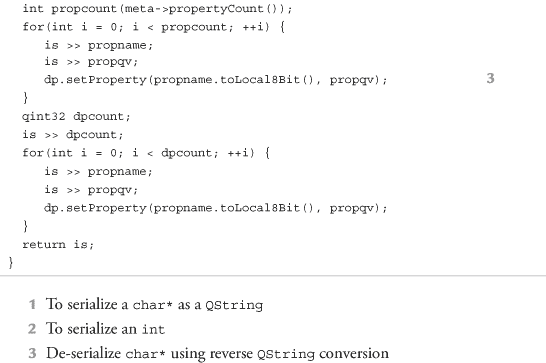 int propcount(meta->propertyCount());
for(int i = 0; i < propcount; ++i) {
is >> propname;
is >> propqv;
dp.setProperty(propname.toLocal8Bit(), propqv); 3
}
qint32 dpcount;
is >> dpcount;
for(int i = 0; i < dpcount; ++i) {
is >> propname;
is >> propqv;
dp.setProperty(propname.toLocal8Bit(), propqv);
}
return is;
}
1 To serialize a char* as a QString
2 To serialize an int
3 De-serialize char* using reverse QString conversion